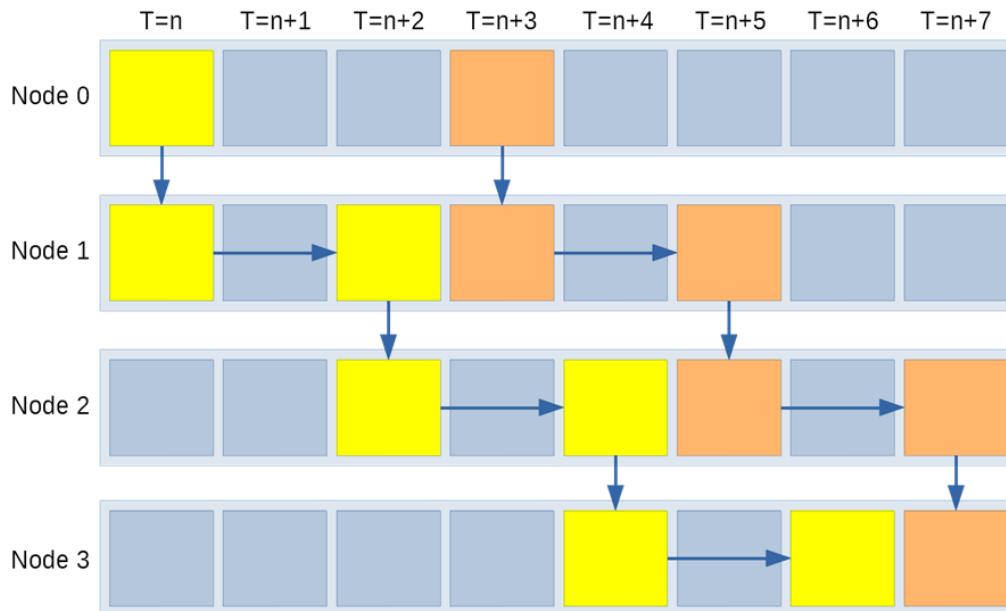 T=n T=n+1 T=n+2 T=n+3 T=n+4 T=n+5 T=n+6 T=n+7
Node 0
Node 1
Node 2
Node 3